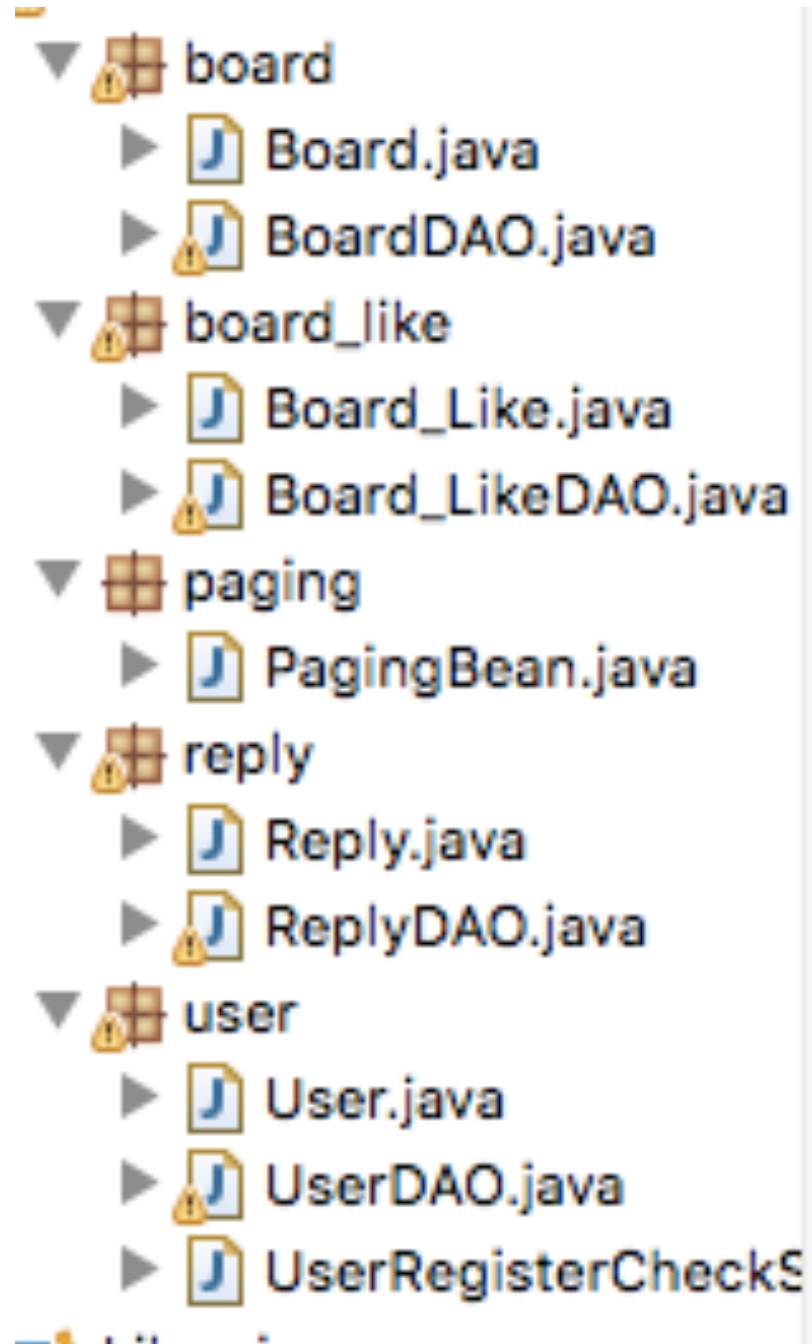 board
Board.java
BoardDAO.java
board_like
Board_Like.java
Board_LikeDAO.java
paging
PagingBean.java
reply
Reply.java
ReplyDAO.java
user
User.java
UserDAO.java
UserRegisterCheckS